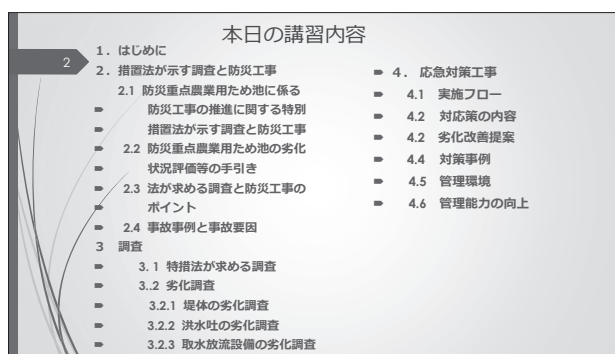 本日の講習内容
2
1. はじめに
2. 措置法が示す調査と防災工事
2.1 防災重点農業用ため池に係る
防災工事の推進に関する特別
措置法が示す調査と防災工事
2.2 防災重点農業用ため池の劣化
状況評価等の手引き
2.3 法が求める調査と防災工事の
ポイント
2.4 事故事例と事故要因
3 調査
3. 1 特措法が求める調査
3..2 劣化調査
3.2.1 堤体の劣化調査
3.2.2 洪水吐の劣化調査
3.2.3 取水放流設備の劣化調査
4. 応急対策工事
4.1 実施フロー
4.2 対応策の内容
4.2 劣化改善提案
4.4 対策事例
4.5 管理環境
4.6 管理能力の向上